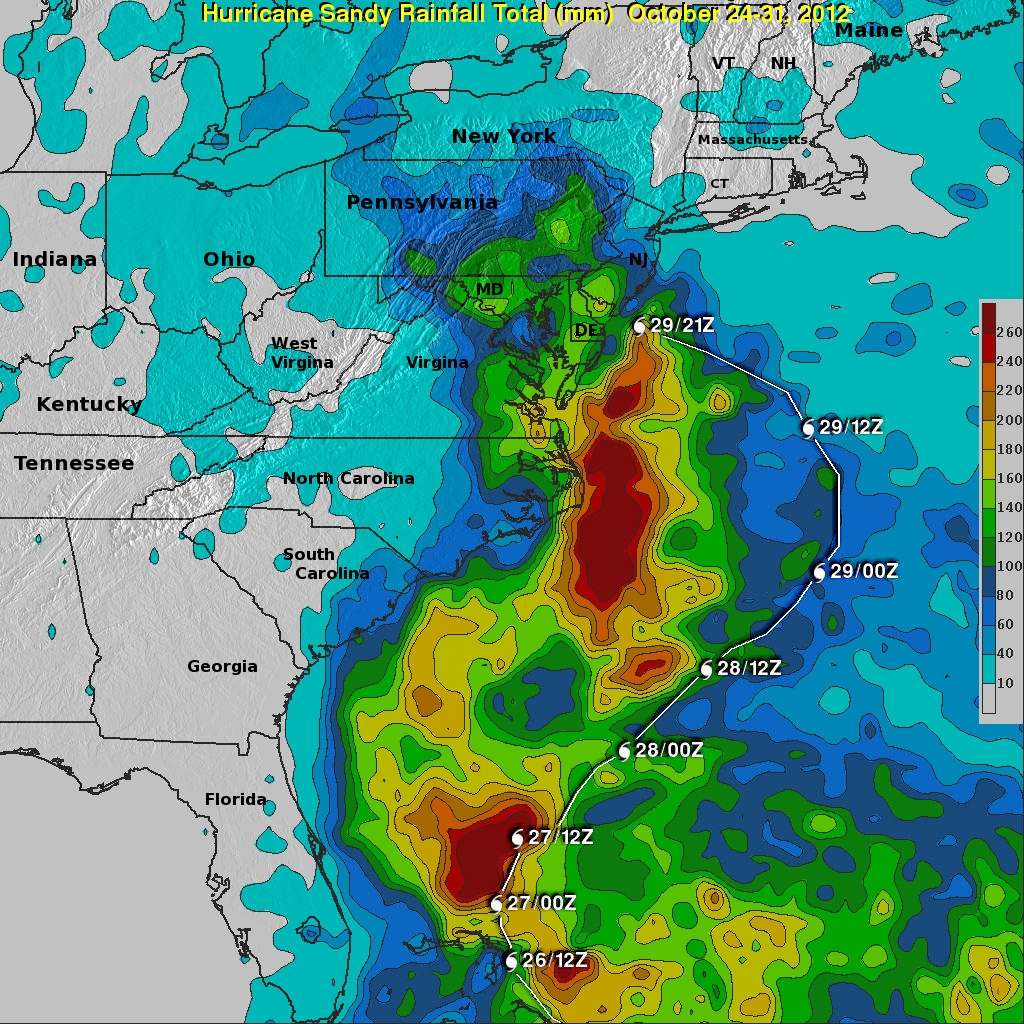 Hurricane Sandy Rainfall Total (mm) October 24-31, 2012
Maine
VT
NH
New York
Massachusetts
CT
Pennsylvania
Indiana
Ohio
NJ
MD
DE
29/21Z
West
Virginia
Virginia
Kentucky
29/12Z
Tennessee
North Carolina
South
Carolina
29/00Z
Georgia
28/12Z
28/00Z
Florida
27/12Z
27/00Z
26/12Z
260
240
220
200
180
160
140
120
100
80
60
40
10